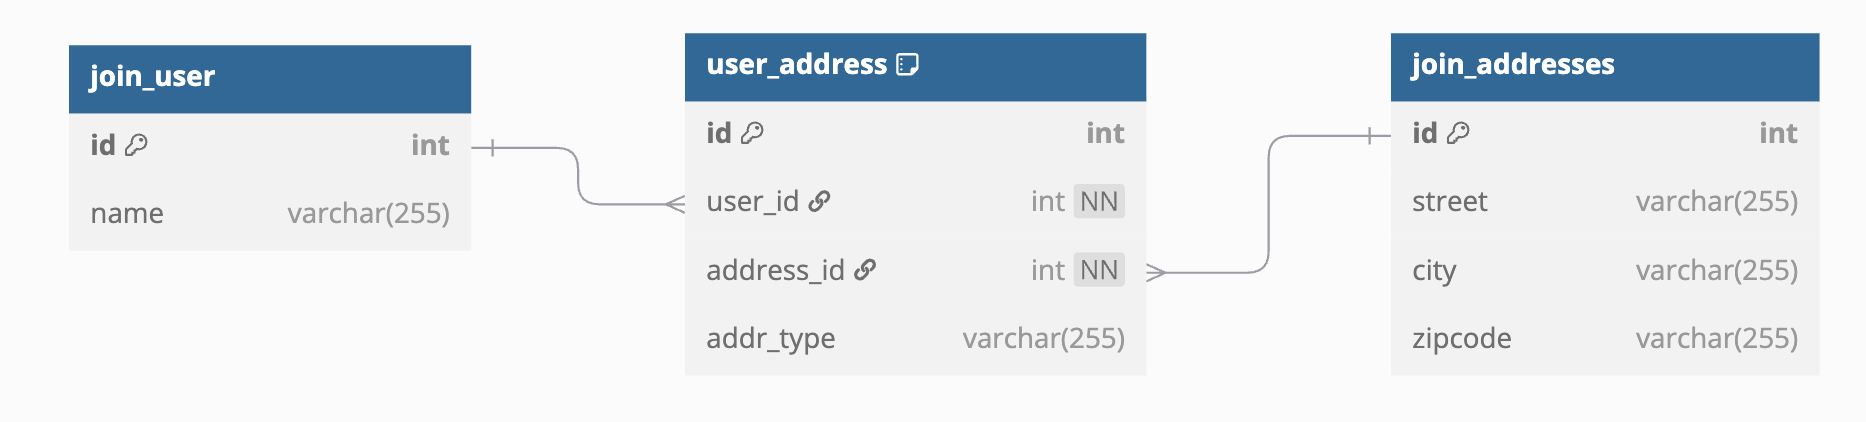 join_user
id int
name varchar(255)
user_address
id int
user_id int NN
address_id int NN
addr_type varchar(255)
join_addresses
id int
street varchar(255)
city varchar(255)
zipcode varchar(255)